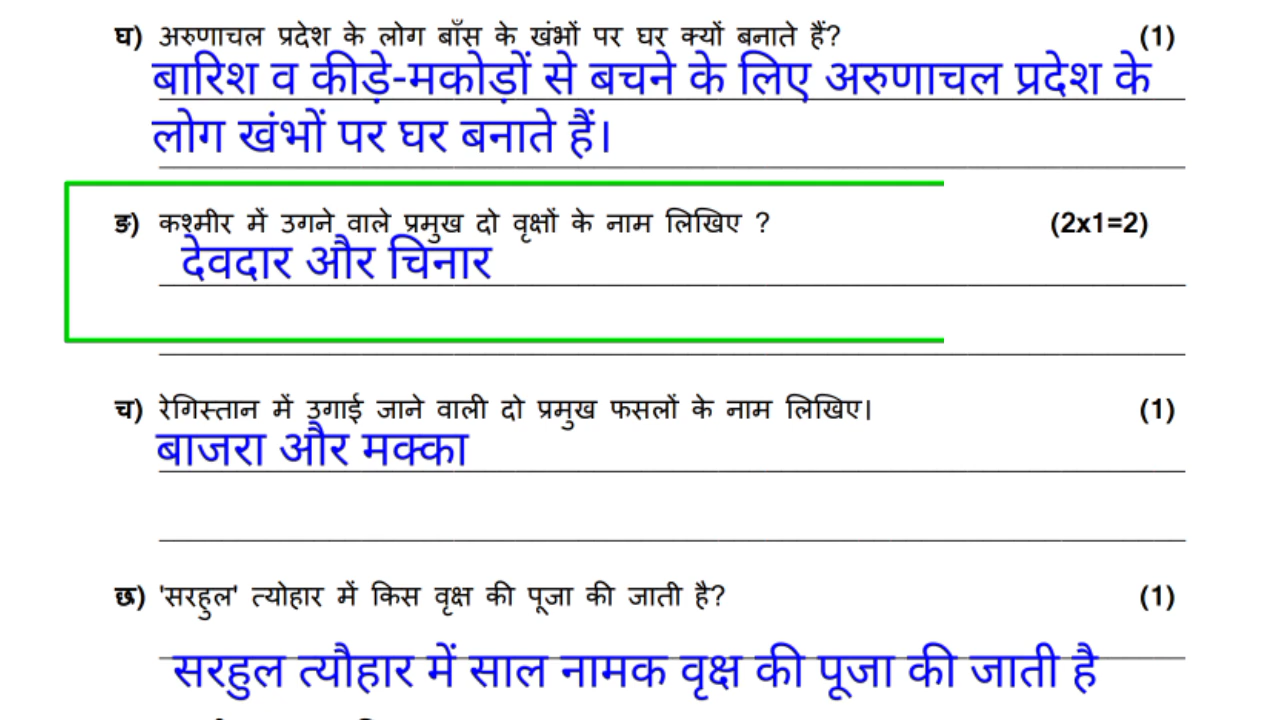 घ) अरुणाचल प्रदेश के लोग बाँस के खंभों पर घर क्यों बनाते हैं? (1)
बारिश व कीड़े-मकोड़ों से बचने के लिए अरुणाचल प्रदेश के
लोग खंभों पर घर बनाते हैं।
ङ) कश्मीर में उगने वाले प्रमुख दो वृक्षों के नाम लिखिए ? (2x1=2)
देवदार और चिनार
च) रेगिस्तान में उगाई जाने वाली दो प्रमुख फसलों के नाम लिखिए। (1)
बाजरा और मक्का
छ) 'सरहुल' त्योहार में किस वृक्ष की पूजा की जाती है? (1)
सरहुल त्यौहार में साल नामक वृक्ष की पूजा की जाती है